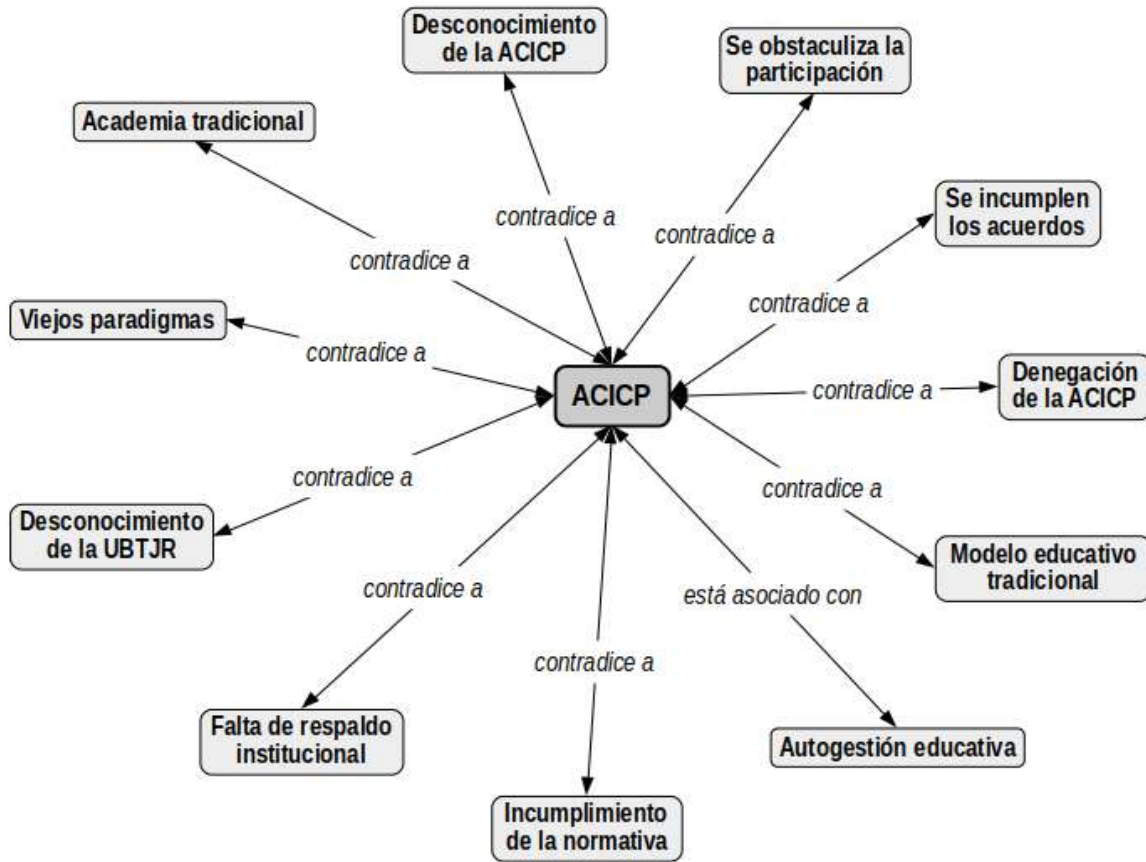 Desconocimiento
de la ACICP
Se obstaculiza la
participación
Academia tradicional
Se incumplen
los acuerdos
contradice a
contradice a
contradice a
contradice a
Viejos paradigmas
contradice a
Denegación
de la ACICP
ACICP
contradice a
contradice a
contradice a
Desconocimiento
de la UBTJR
Modelo educativo
tradicional
contradice a
está asociado con
contradice a
Falta de respaldo
institucional
Autogestión educativa
Incumplimiento
de la normativa